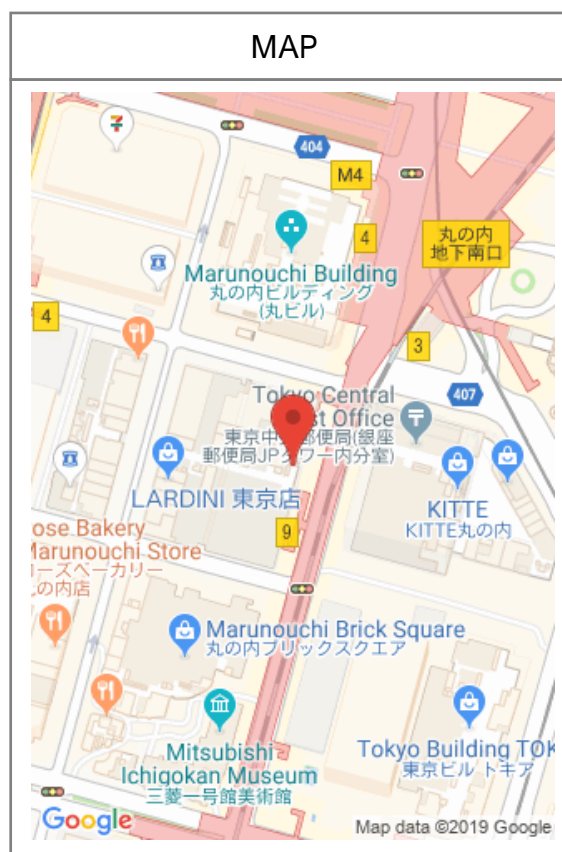 MAP
404
M4
4
丸の内
地下南口
Marunouchi Building
丸の内ビルディング
(丸ビル)
4
3
407
Tokyo Central
st Office
東京中 郵便局(銀座
郵便局JPタワー内分室)
LARDINI 東京店
KITTE
KITTE丸の内
9
ose Bakery
Marunouchi Store
ローズベーカリー
の内店
Marunouchi Brick Square
丸の内ブリックスクエア
Mitsubishi
Ichigokan Museum
三菱一号館美術館
Tokyo Building TOK
東京ビル トキア
Google
Map data ©2019 Google